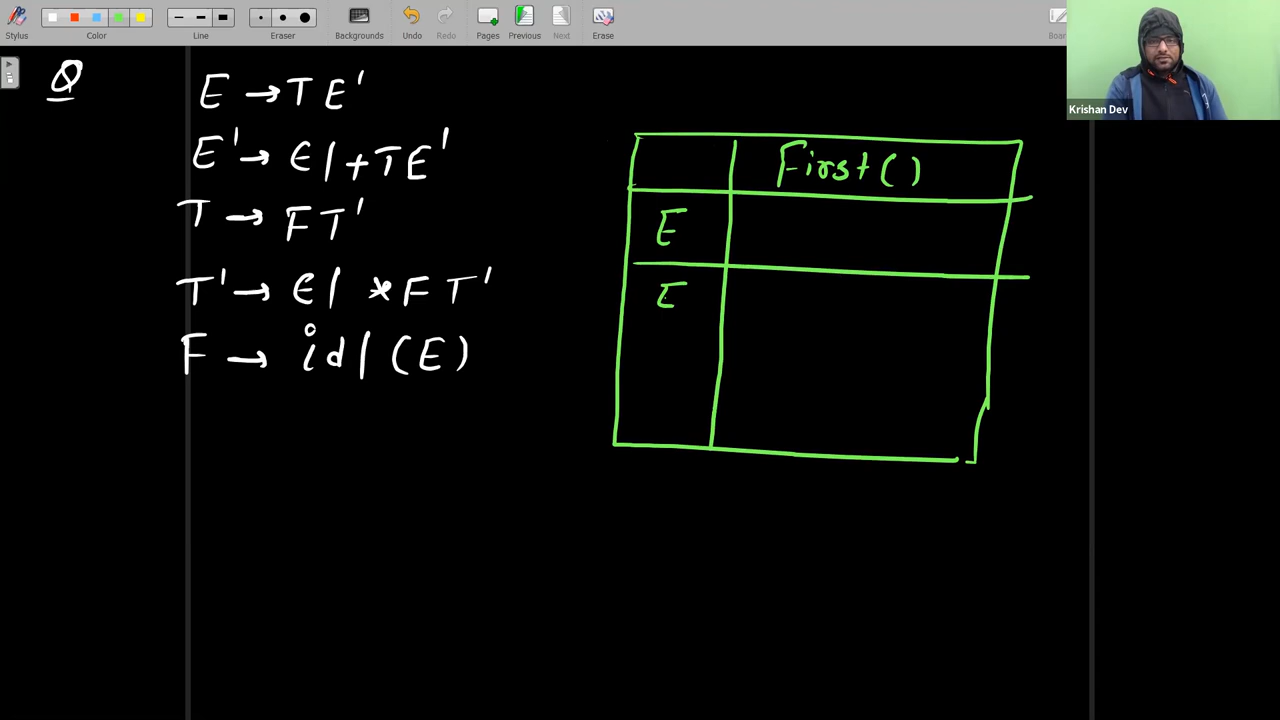 Stylus
Color
Line
Eraser
Backgrounds
Undo
Redo
Pages
Previous
Next
Erase
Krishan Dev
Q
E → TE'
E' → ϵ | + TE'
T → FT'
T' → ϵ | * FT'
F → id | (E)
First()
E
E